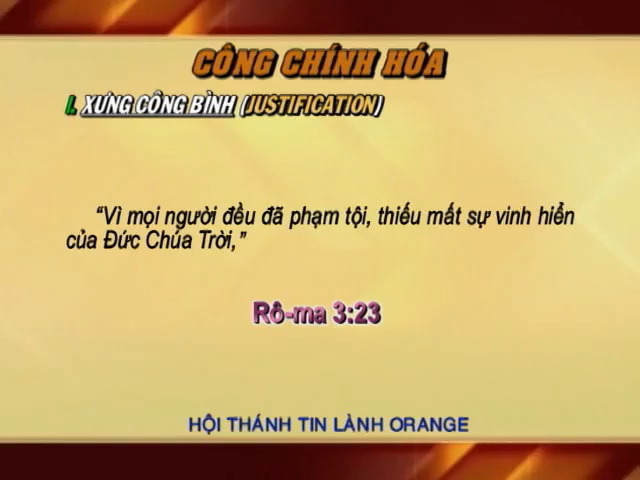 CÔNG CHÍNH HÓA
I. XƯNG CÔNG BÌNH (JUSTIFICATION)
“Vì mọi người đều đã phạm tội, thiếu mất sự vinh hiển
của Đức Chúa Trời,”
Rô-ma 3:23
HỘI THÁNH TIN LÀNH ORANGE